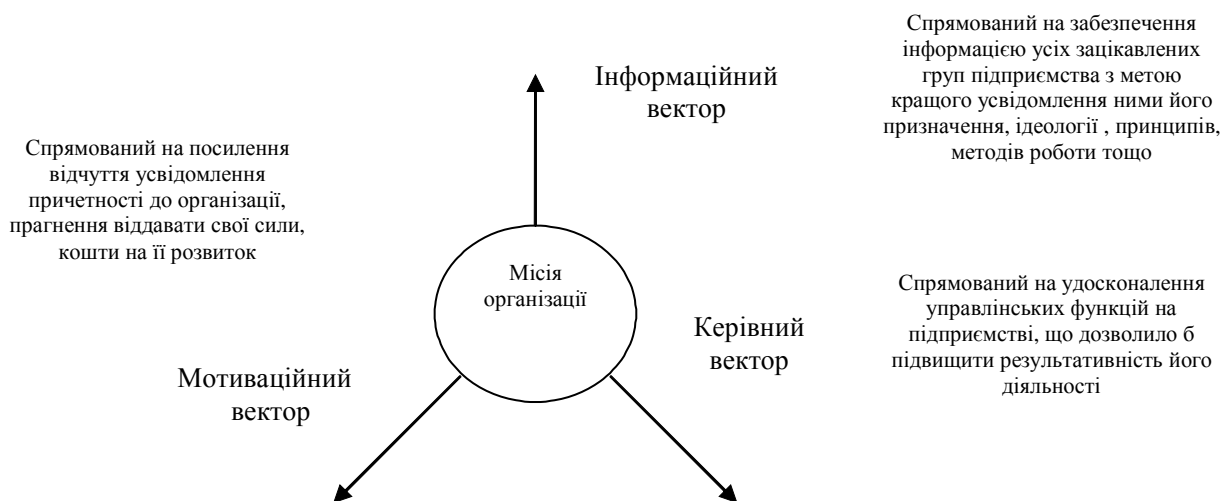 Спрямований на забезпечення
інформацією усіх зацікавлених
груп підприємства з метою
кращого усвідомлення ними його
призначення, ідеології , принципів,
методів роботи тощо
Інформаційний
вектор
Спрямований на посилення
відчуття усвідомлення
причетності до організації,
прагнення віддавати свої сили,
кошти на її розвиток
Місія
організації
Спрямований на удосконалення
управлінських функцій на
підприємстві, що дозволило б
підвищити результативність його
діяльності
Керівний
вектор
Мотиваційний
вектор